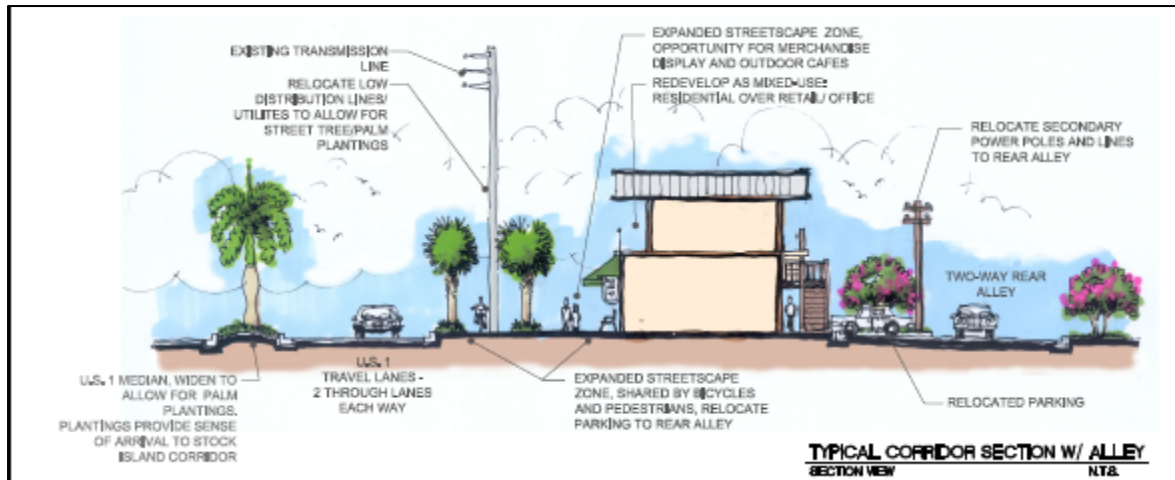 EXISTING TRANSMISSION
LINE
RELOCATE LOW
DISTRIBUTION LINES/
UTILITES TO ALLOW FOR
STREET TREE/PALM
PLANTINGS
EXPANDED STREETSCAPE ZONE,
OPPORTUNITY FOR MERCHANDISE
DISPLAY AND OUTDOOR CAFES
REDEVELOP AS MIXED-USE:
RESIDENTIAL OVER RETAIL/ OFFICE
RELOCATE SECONDARY
POWER POLES AND LINES
TO REAR ALLEY
TWO-WAY REAR
ALLEY
U.S. 1 MEDIAN, WIDEN TO
ALLOW FOR PALM
PLANTINGS.
PLANTINGS PROVIDE SENSE
OF ARRIVAL TO STOCK
ISLAND CORRIDOR
U.S. 1
TRAVEL LANES -
2 THROUGH LANES
EACH WAY
EXPANDED STREETSCAPE
ZONE, SHARED BY BICYCLES
AND PEDESTRIANS, RELOCATE
PARKING TO REAR ALLEY
RELOCATED PARKING
TYPICAL CORRIDOR SECTION W/ ALLEY
SECTION VIEW N.T.S.